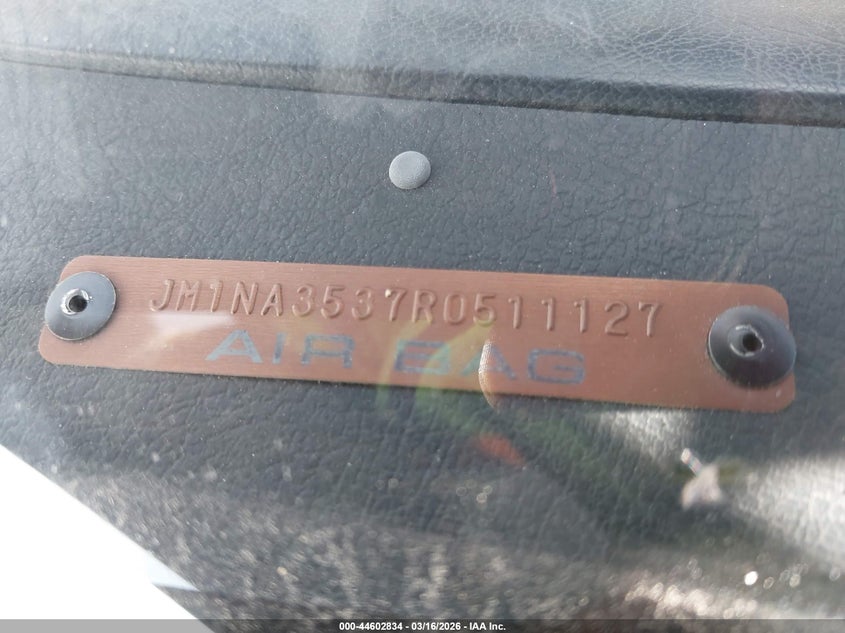 JM1NA3537R0511127
AIR BAG
000-44602834 | 03/16/2026 | IAA Inc.